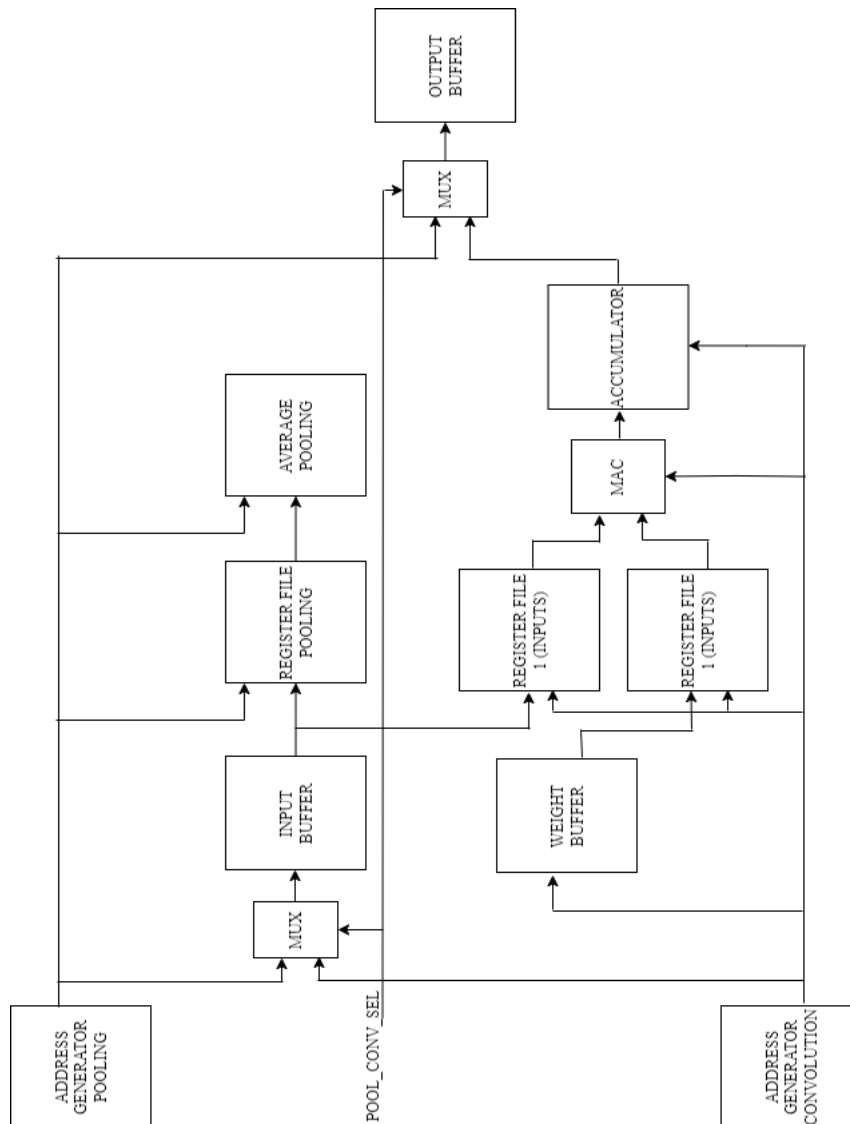 ADDRESS
GENERATOR
POOLING
MUX
INPUT
BUFFER
REGISTER FILE
POOLING
AVERAGE
POOLING
POOL_CONV_SEL
MUX
OUTPUT
BUFFER
WEIGHT
BUFFER
REGISTER FILE
1 (INPUTS)
REGISTER FILE
1 (INPUTS)
MAC
ACCUMULATOR
ADDRESS
GENERATOR
CONVOLUTION